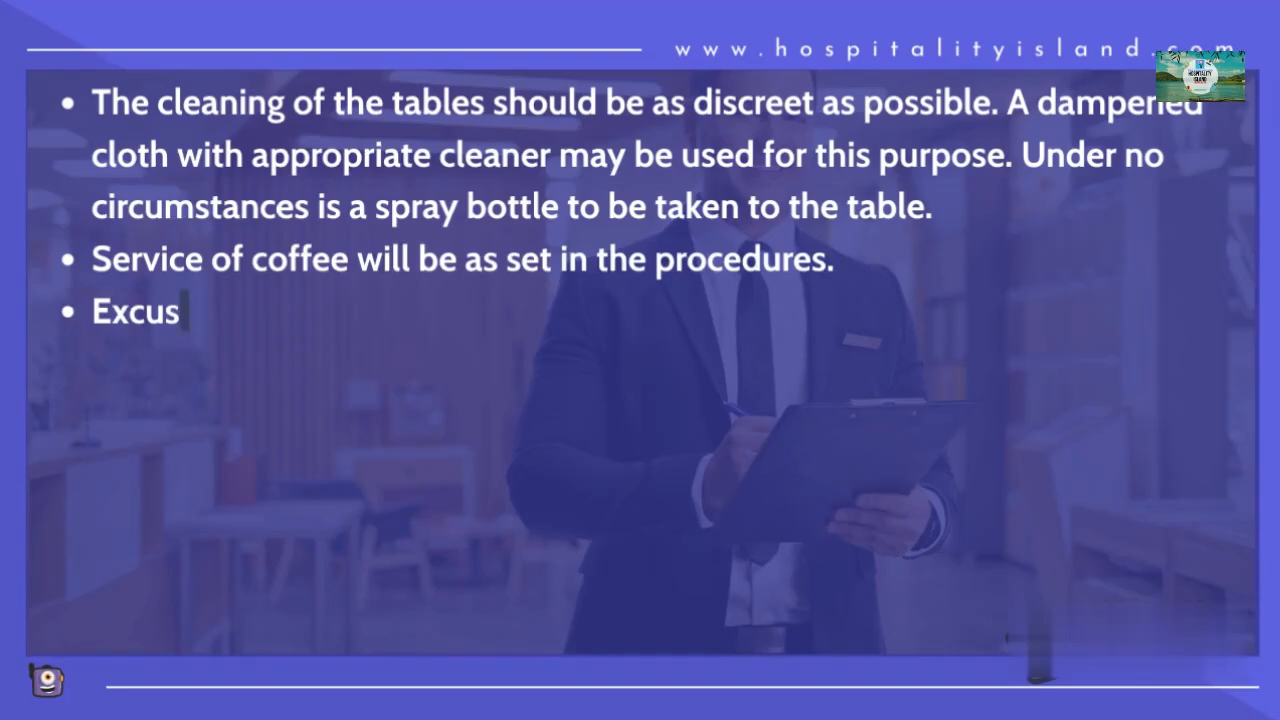 www.hospitalityisland.com
HOSPITALITY
ISLAND
The cleaning of the tables should be as discreet as possible. A dampened
cloth with appropriate cleaner may be used for this purpose. Under no
circumstances is a spray bottle to be taken to the table.
Service of coffee will be as set in the procedures.
Excus